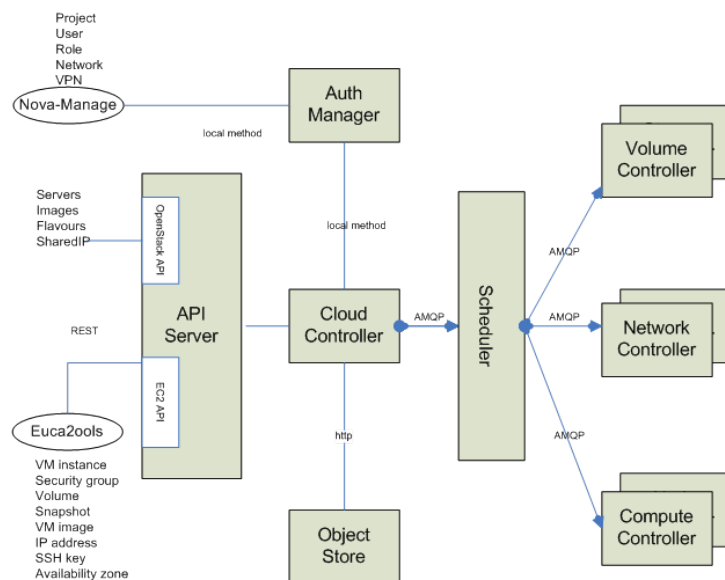 Project
User
Role
Network
VPN
Nova-Manage
Auth
Manager
local method
Servers
Images
Flavours
SharedIP
OpenStack API
API
Server
REST
EC2 API
Euca2ools
VM instance
Security group
Volume
Snapshot
VM image
IP address
SSH key
Availability zone
local method
Cloud
Controller
AMQP
http
Object
Store
Scheduler
AMQP
AMQP
AMQP
Volume
Controller
Network
Controller
Compute
Controller